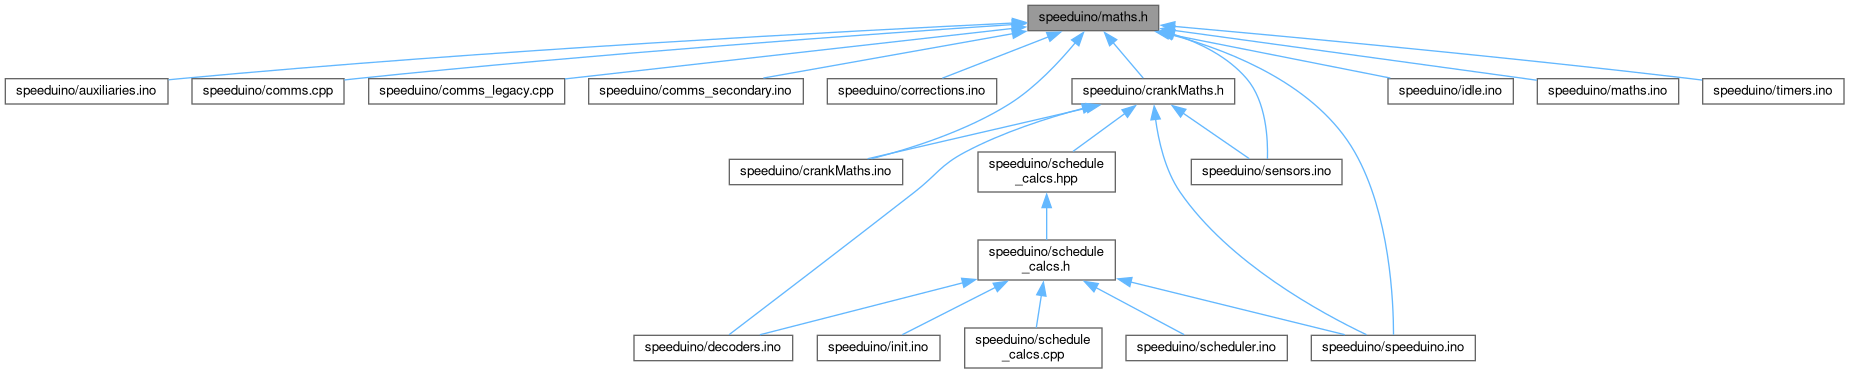 speeduino/maths.h
speeduino/auxiliaries.ino
speeduino/comms.cpp
speeduino/comms_legacy.cpp
speeduino/comms_secondary.ino
speeduino/corrections.ino
speeduino/crankMaths.h
speeduino/idle.ino
speeduino/maths.ino
speeduino/timers.ino
speeduino/crankMaths.ino
speeduino/schedule
_calcs.hpp
speeduino/sensors.ino
speeduino/schedule
_calcs.h
speeduino/decoders.ino
speeduino/init.ino
speeduino/schedule
_calcs.cpp
speeduino/scheduler.ino
speeduino/speeduino.ino